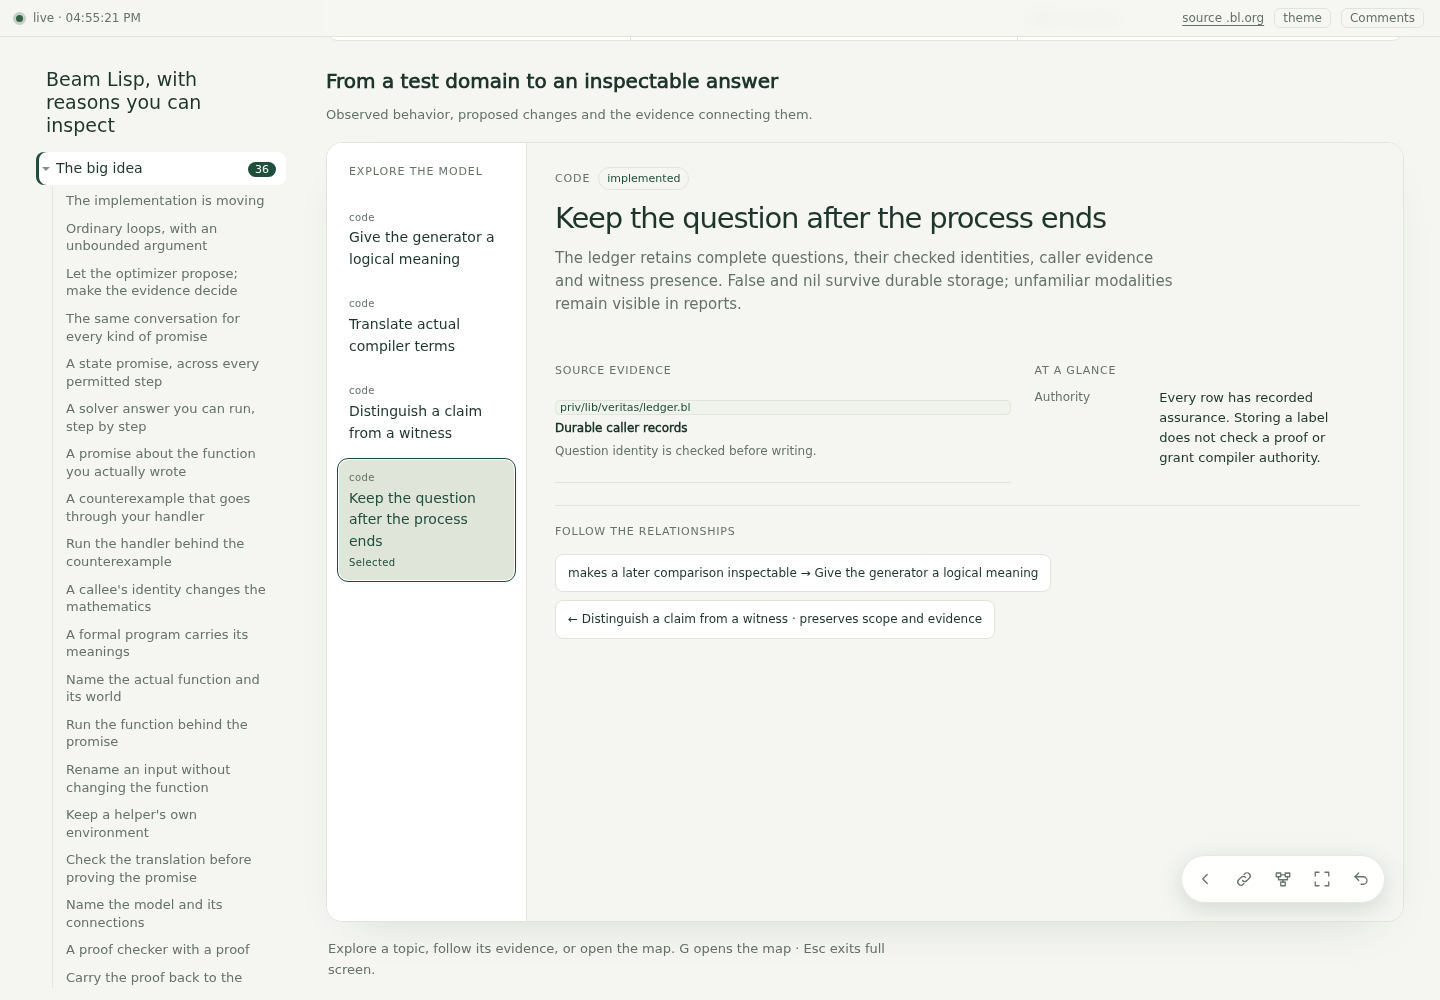 live · 04:55:21 PM
source .bl.org
theme
Comments
Beam Lisp, with
reasons you can
inspect
The big idea
36
The implementation is moving
Ordinary loops, with an
unbounded argument
Let the optimizer propose;
make the evidence decide
The same conversation for
every kind of promise
A state promise, across every
permitted step
A solver answer you can run,
step by step
A promise about the function
you actually wrote
A counterexample that goes
through your handler
Run the handler behind the
counterexample
A callee's identity changes the
mathematics
A formal program carries its
meanings
Name the actual function and
its world
Run the function behind the
promise
Rename an input without
changing the function
Keep a helper's own
environment
Check the translation before
proving the promise
Name the model and its
connections
A proof checker with a proof
Carry the proof back to the
From a test domain to an inspectable answer
Observed behavior, proposed changes and the evidence connecting them.
EXPLORE THE MODEL
code
Give the generator a
logical meaning
code
Translate actual
compiler terms
code
Distinguish a claim
from a witness
code
Keep the question
after the process
ends
Selected
CODE
implemented
Keep the question after the process ends
The ledger retains complete questions, their checked identities, caller evidence
and witness presence. False and nil survive durable storage; unfamiliar modalities
remain visible in reports.
SOURCE EVIDENCE
priv/lib/veritas/ledger.bl
Durable caller records
Question identity is checked before writing.
AT A GLANCE
Authority
Every row has recorded
assurance. Storing a label
does not check a proof or
grant compiler authority.
FOLLOW THE RELATIONSHIPS
makes a later comparison inspectable → Give the generator a logical meaning
← Distinguish a claim from a witness · preserves scope and evidence
Explore a topic, follow its evidence, or open the map. G opens the map · Esc exits full
screen.